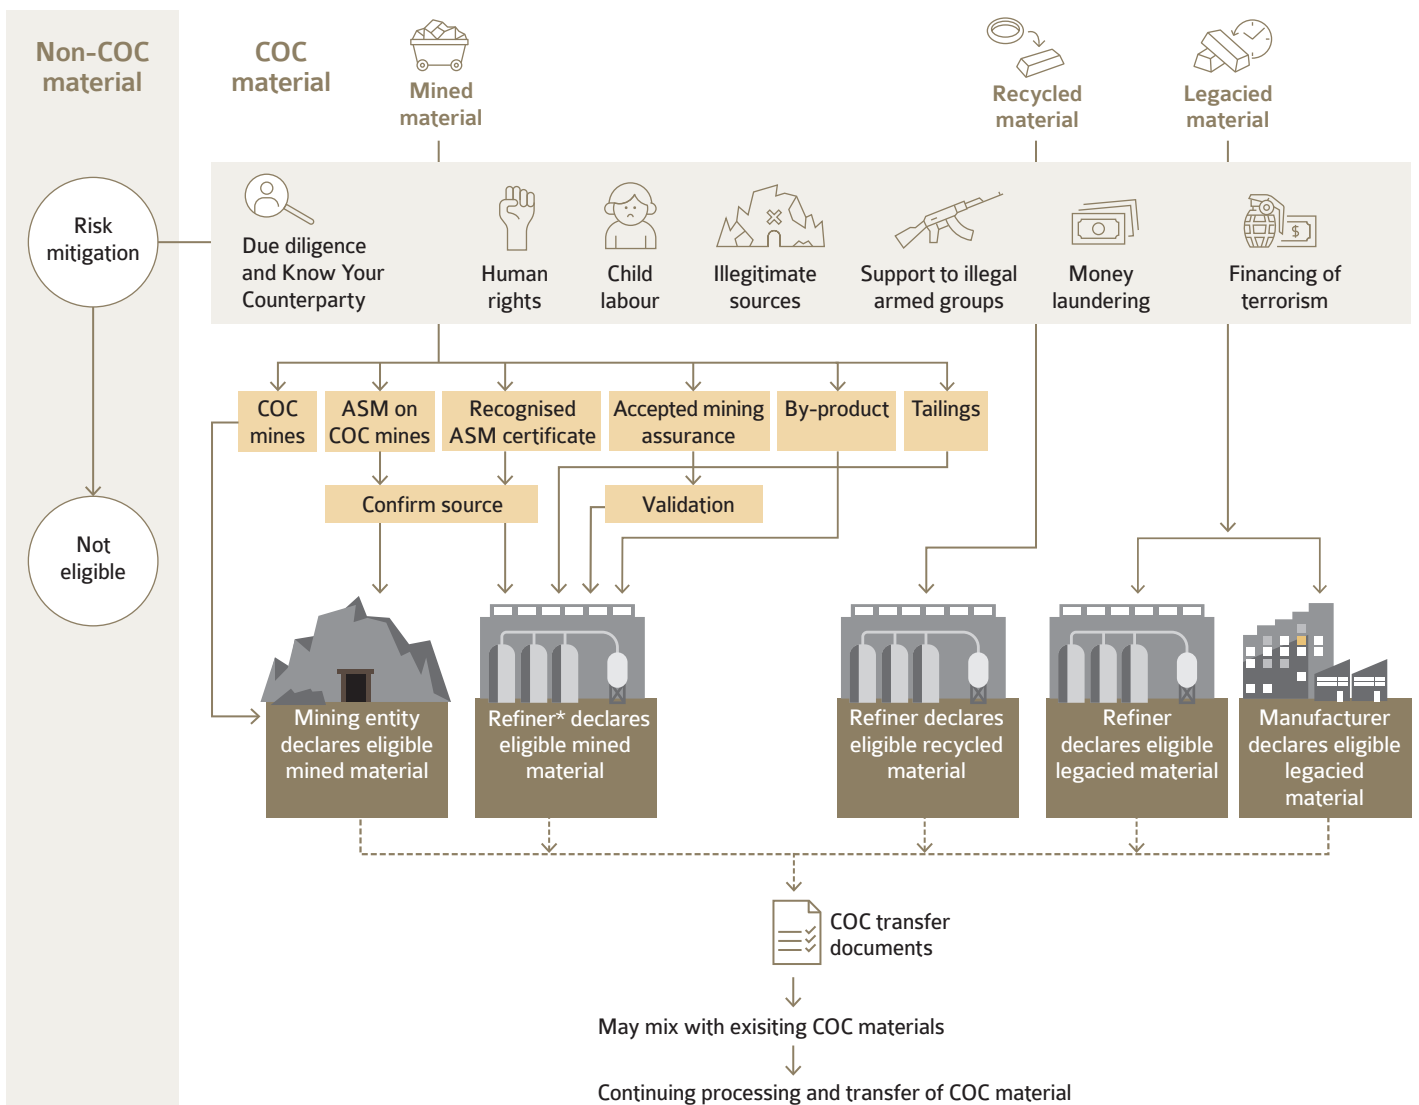 Non-COC
material
COC
material
Mined
material
Recycled
material
Legacied
material
Risk
mitigation
Due diligence
and Know Your
Counterparty
Human
rights
Child
labour
Illegitimate
sources
Support to illegal
armed groups
Money
laundering
$
Financing of
terrorism
COC
mines
ASM on
COC mines
Recognised
ASM certificate
Accepted mining
assurance
By-product
Tailings
Confirm source
Validation
Not
eligible
Mining entity
declares eligible
mined material
Refiner* declares
eligible mined
material
Refiner declares
eligible recycled
material
Refiner
declares eligible
legacied material
Manufacturer
declares eligible
legacied
material
COC transfer
documents
May mix with exisiting COC materials
Continuing processing and transfer of COC material